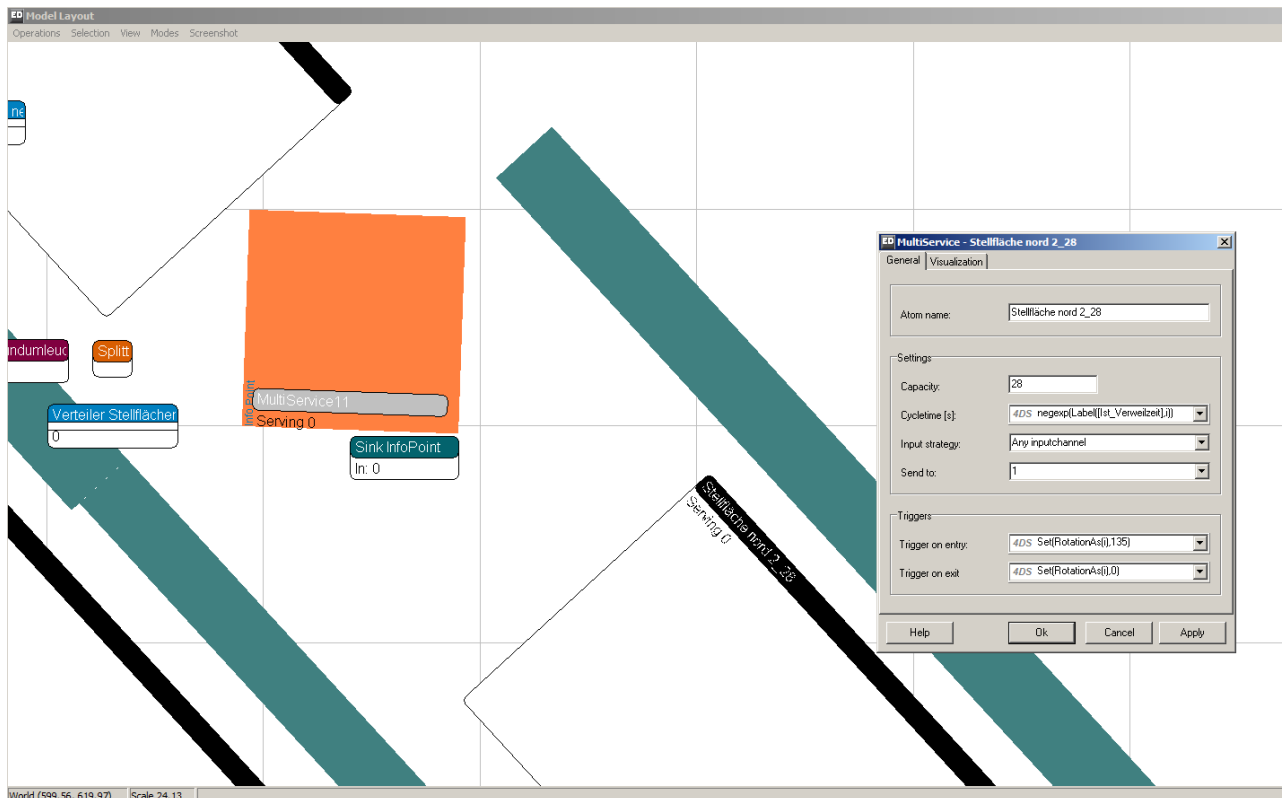 ED Model Layout
Operations Selection View Modes Screenshot
ne
ndumleuc
Splitt
Verteiler Stellflächer
0
InfoPoint
MultiService11
Serving 0
Sink InfoPoint
In: 0
Stellfläche nord 2_28
Serving 0
ED MultiService - Stellfläche nord 2_28
General Visualization
Atom name: Stellfläche nord 2_28
Settings
Capacity: 28
Cycletime [s]: 4DS negexp(Label([Ist_Verweilzeit],i))
Input strategy: Any inputchannel
Send to: 1
Triggers
Trigger on entry: 4DS Set(RotationAs(i),135)
Trigger on exit 4DS Set(RotationAs(i),0)
Help Ok Cancel Apply
World (599.56, 619.97) Scale 24.13